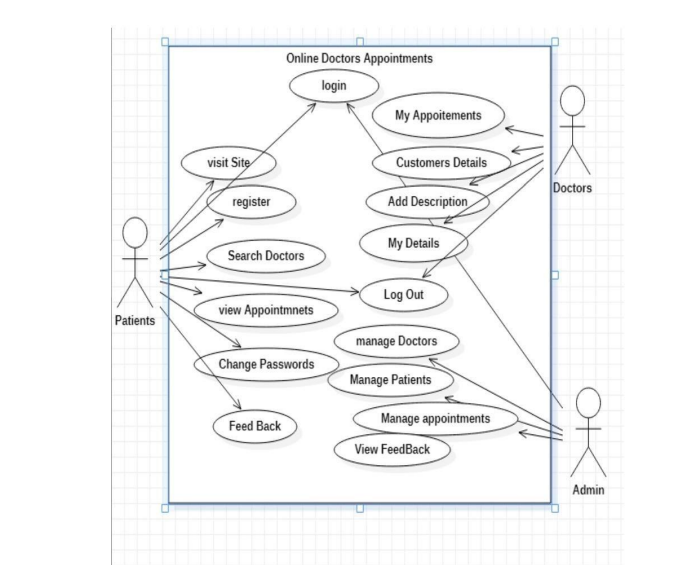 Online Doctors Appointments
login
My Appoitements
visit Site
Customers Details
Doctors
register
Add Description
My Details
Search Doctors
Log Out
view Appointmnets
Patients
manage Doctors
Change Passwords
Manage Patients
Manage appointments
Feed Back
View FeedBack
Admin